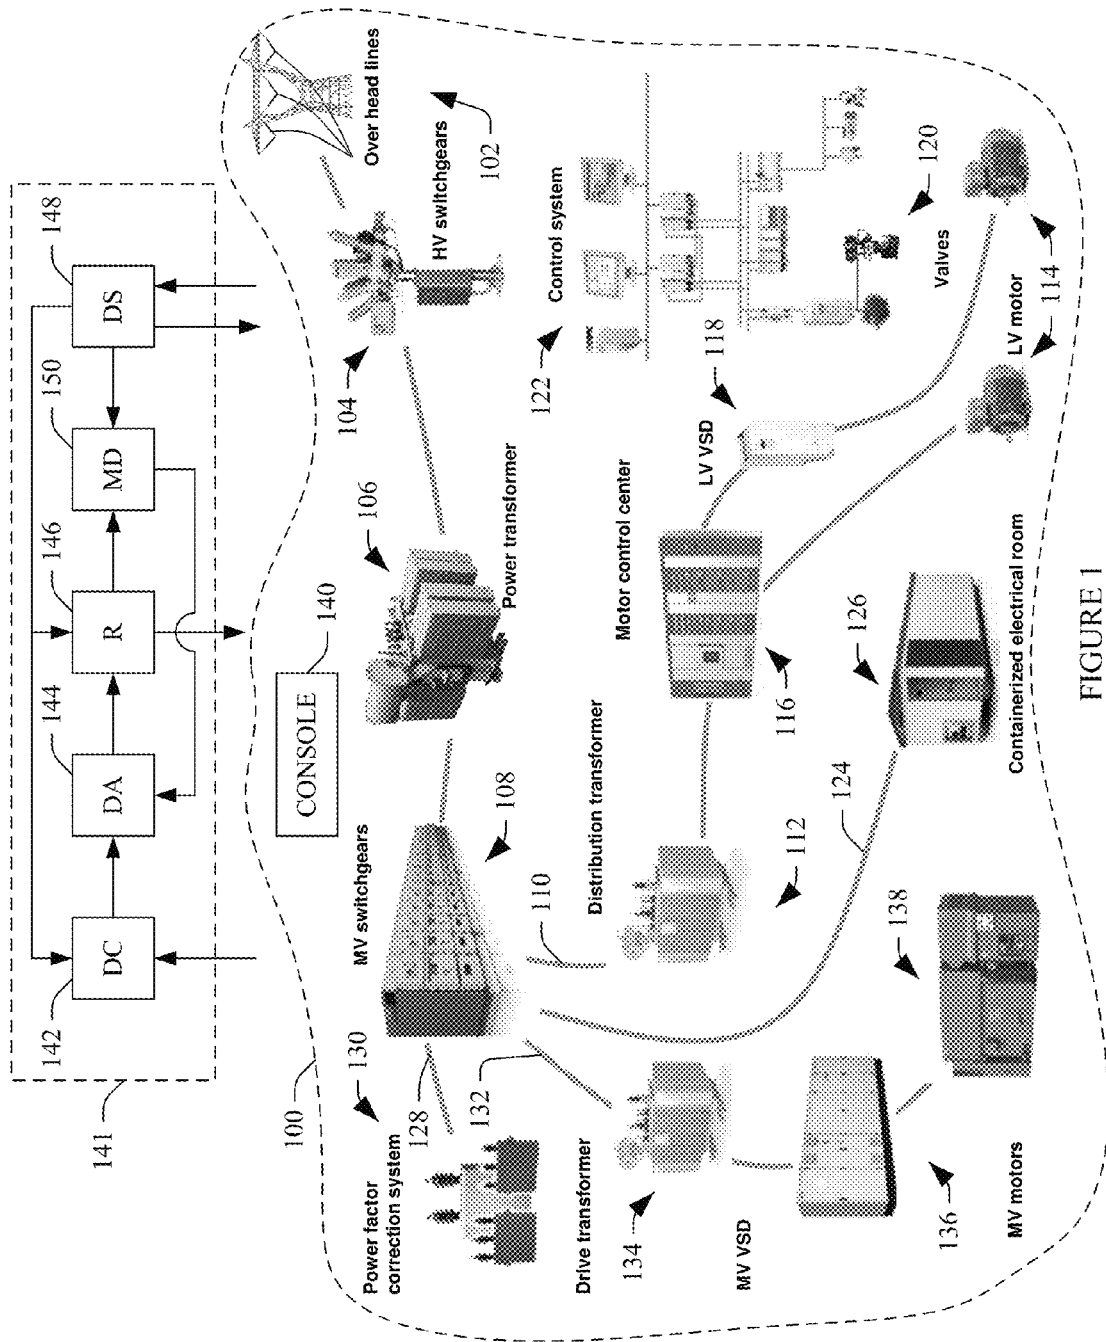 141
142
DC
144
DA
146
R
150
MD
148
DS
100
CONSOLE
140
Over head lines
102
HV switchgears
104
Power transformer
106
MV switchgears
108
Power factor
correction system
130
128
132
110
Distribution transformer
112
Motor control center
116
Control system
122
LV VSD
118
Valves
120
LV motor
114
Drive transformer
134
MV VSD
136
MV motors
138
124
126
Containerized electrical room
FIGURE 1